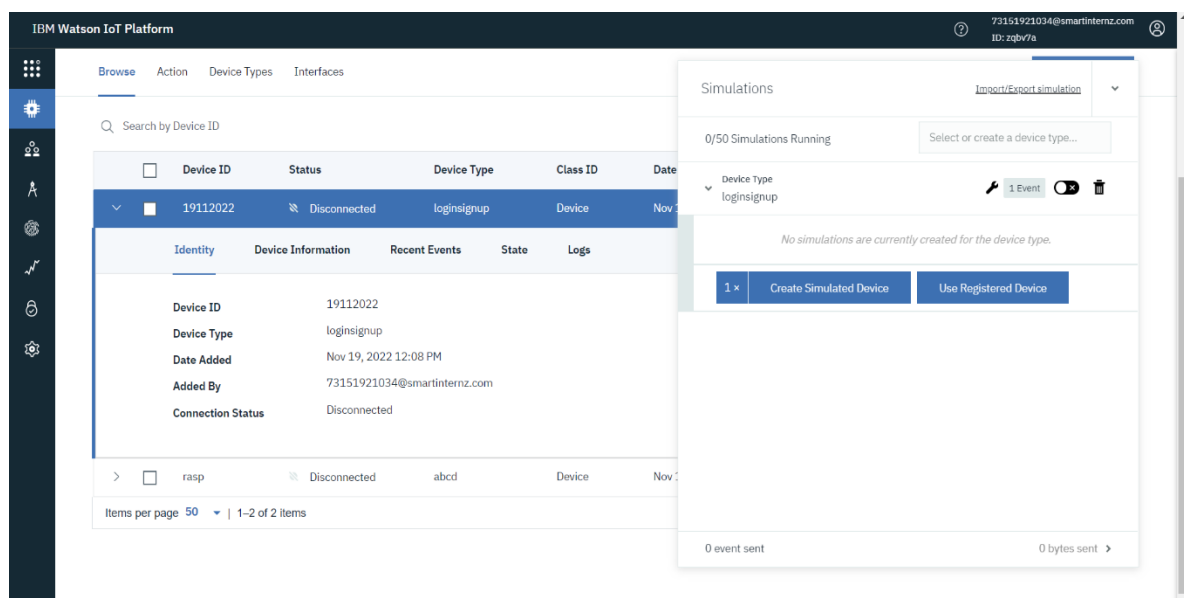 IBM Watson IoT Platform
73151921034@smartinternz.com
ID: zqbv7a
Browse Action Device Types Interfaces
Search by Device ID
Device ID Status Device Type Class ID Date
19112022 Disconnected loginsignup Device Nov 1
Identity Device Information Recent Events State Logs
Device ID 19112022
Device Type loginsignup
Date Added Nov 19, 2022 12:08 PM
Added By 73151921034@smartinternz.com
Connection Status Disconnected
rasp Disconnected abcd Device Nov 1
Items per page 50 | 1–2 of 2 items
Simulations Import/Export simulation
0/50 Simulations Running Select or create a device type...
Device Type
loginsignup 1 Event
No simulations are currently created for the device type.
1 × Create Simulated Device Use Registered Device
0 event sent 0 bytes sent